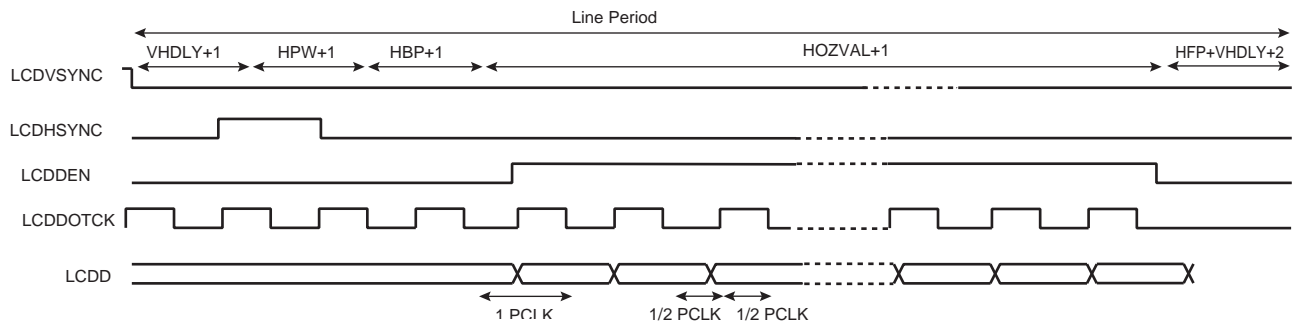 Line Period
VHDLY+1 HPW+1 HBP+1 HOZVAL+1 HFP+VHDLY+2
LCDVSYNC
LCDHSYNC
LCDDEN
LCDDOTCK
LCDD
1 PCLK 1/2 PCLK 1/2 PCLK